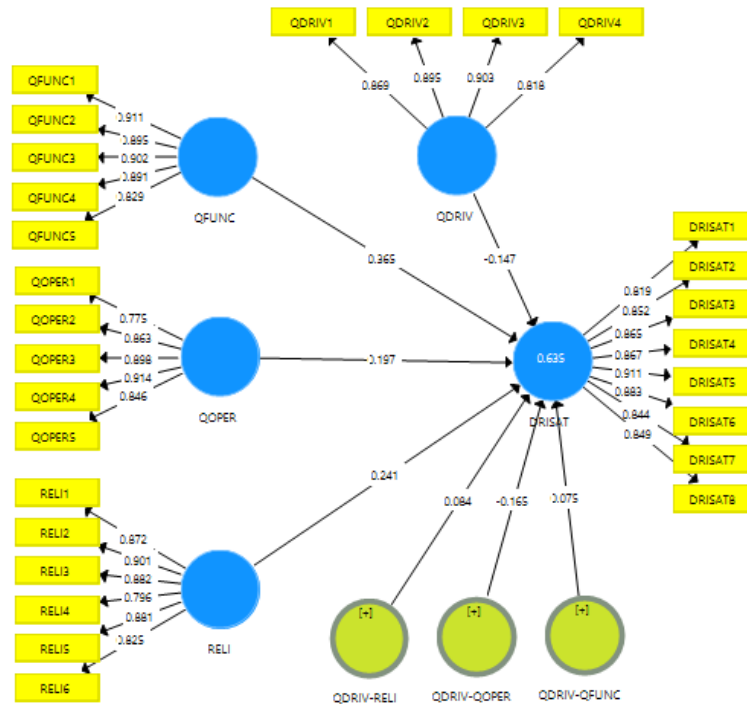 QDRIV1
QDRIV2
QDRIV3
QDRIV4
0.869
0.895
0.903
0.818
QDRIV
-0.147
QFUNC1
QFUNC2
QFUNC3
QFUNC4
QFUNC5
0.911
0.895
0.902
0.891
0.829
QFUNC
0.365
QOPER1
QOPER2
QOPER3
QOPER4
QOPER5
0.775
0.863
0.898
0.914
0.846
QOPER
0.197
RELI1
RELI2
RELI3
RELI4
RELI5
RELI6
0.872
0.901
0.882
0.796
0.881
0.825
RELI
0.241
0.635
DRISAT
DRISAT1
DRISAT2
DRISAT3
DRISAT4
DRISAT5
DRISAT6
DRISAT7
DRISAT8
0.819
0.852
0.865
0.867
0.911
0.883
0.844
0.849
0.084
-0.165
0.075
[+]
[+]
[+]
QDRIV-RELI
QDRIV-QOPER
QDRIV-QFUNC